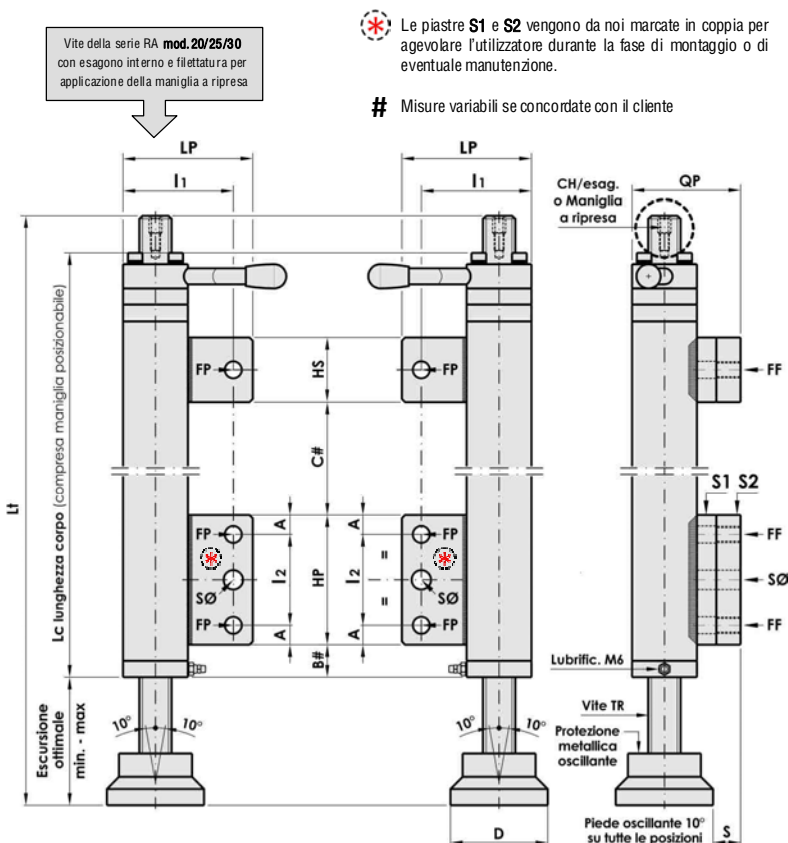 Vite della serie RA mod. 20/25/30
con esagono interno e filettatura per
applicazione della maniglia a ripresa
* Le piastre S1 e S2 vengono da noi marcate in coppia per
agevolare l'utilizzatore durante la fase di montaggio o di
eventuale manutenzione.
# Misure variabili se concordate con il cliente
LP
LP
l1
l1
QP
CH/esag.
o Maniglia
a ripresa
Lt
Lc lunghezza corpo (compresa maniglia posizionabile)
FP
HS
FP
FF
C#
S1 S2
A
A
FP
FP
FF
*
*
l2
HP
l2
=
=
SØ
SØ
SØ
FP
FP
FF
A
A
B#
Lubrific. M6
Escursione
ottimale
min. - max
10° 10°
10° 10°
Vite TR
Protezione
metallica
oscillante
D
Piede oscillante 10°
su tutte le posizioni
S